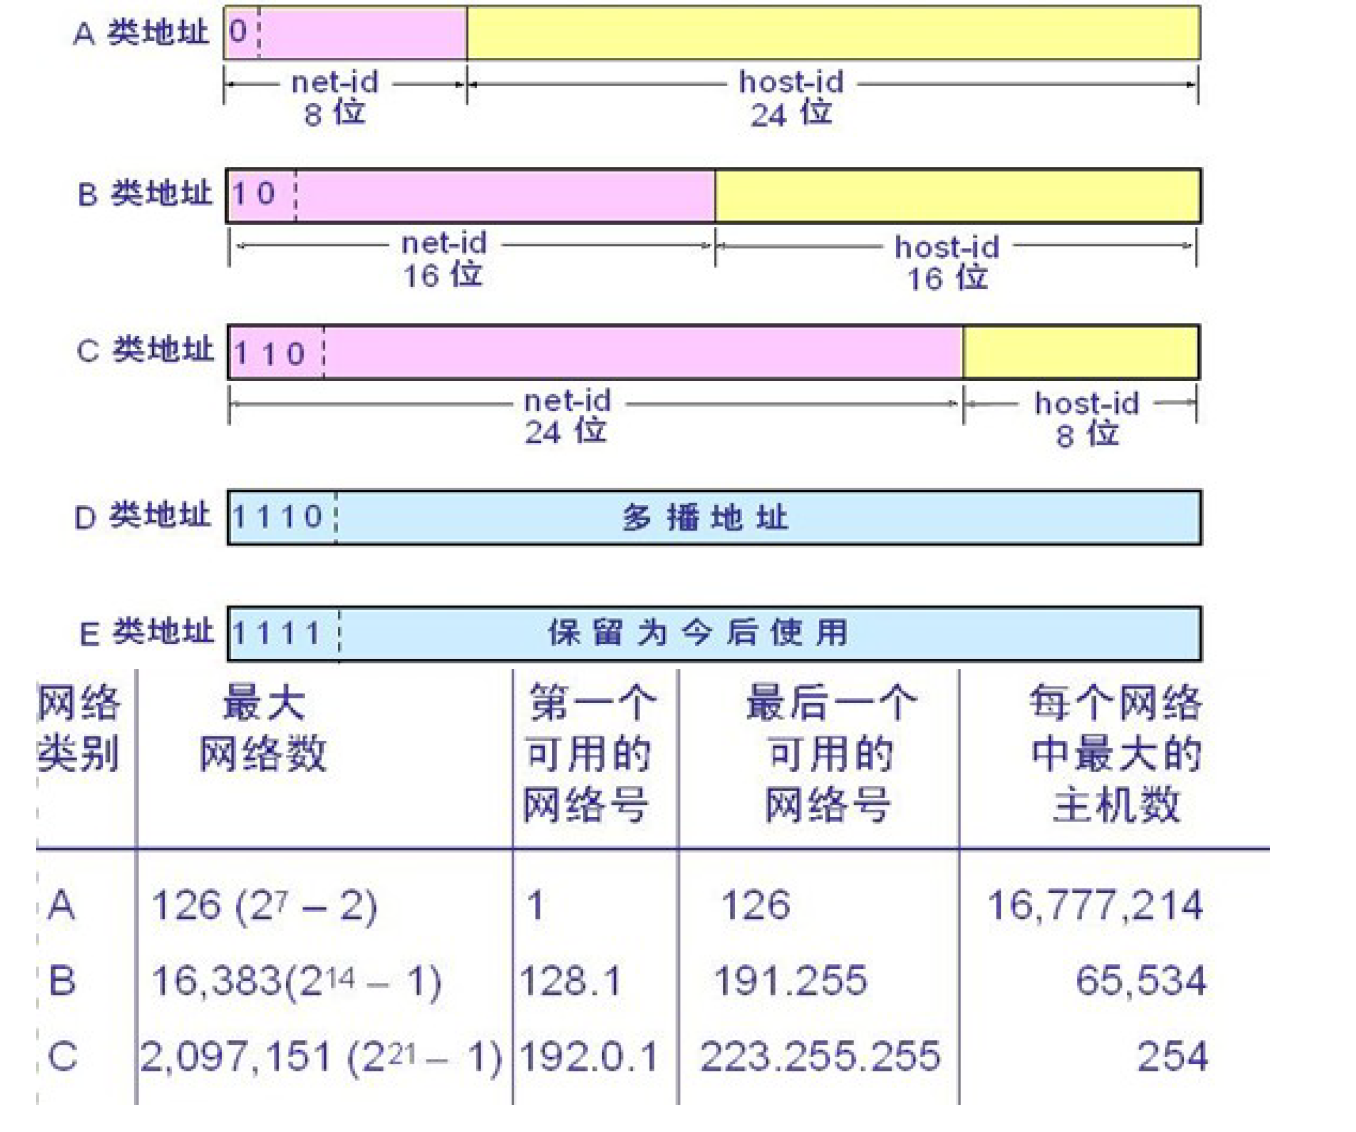 A 类地址 0
net-id host-id
8 位 24 位
B 类地址 1 0
net-id host-id
16 位 16 位
C 类地址 1 1 0
net-id host-id
24 位 8 位
D 类地址 1 1 1 0 多 播 地 址
E 类地址 1 1 1 1 保 留 为 今 后 使 用
网络 最大 第一个 最后一个 每个网络
类别 网络数 可用的 可用的 中最大的
网络号 网络号 主机数
A 126 (2⁷ – 2) 1 126 16,777,214
B 16,383(2¹⁴ – 1) 128.1 191.255 65,534
C 2,097,151 (2²¹ – 1) 192.0.1 223.255.255 254